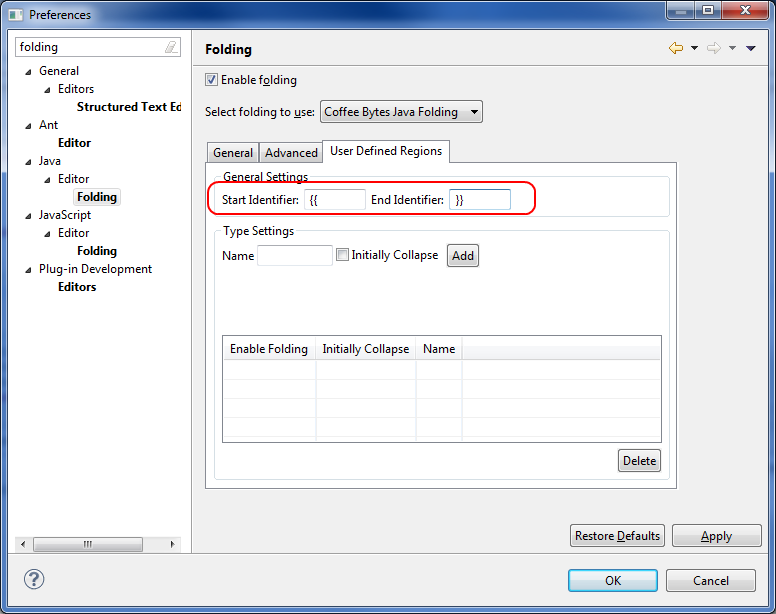 Preferences
folding
General
Editors
Structured Text Ed
Ant
Editor
Java
Editor
Folding
JavaScript
Editor
Folding
Plug-in Development
Editors
Folding
Enable folding
Select folding to use: Coffee Bytes Java Folding
General Advanced User Defined Regions
General Settings
Start Identifier: {{ End Identifier: }}
Type Settings
Name Initially Collapse Add
Enable Folding Initially Collapse Name
Delete
Restore Defaults Apply
? OK Cancel